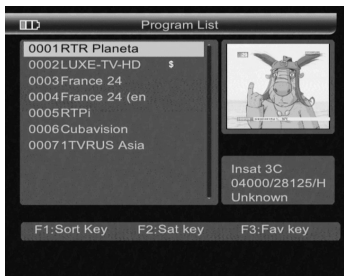 Program List
0001RTR Planeta
0002LUXE-TV-HD $
0003France 24
0004France 24 (en
0005RTPi
0006Cubavision
00071TVRUS Asia
Insat 3C
04000/28125/H
Unknown
F1:Sort Key F2:Sat key F3:Fav key